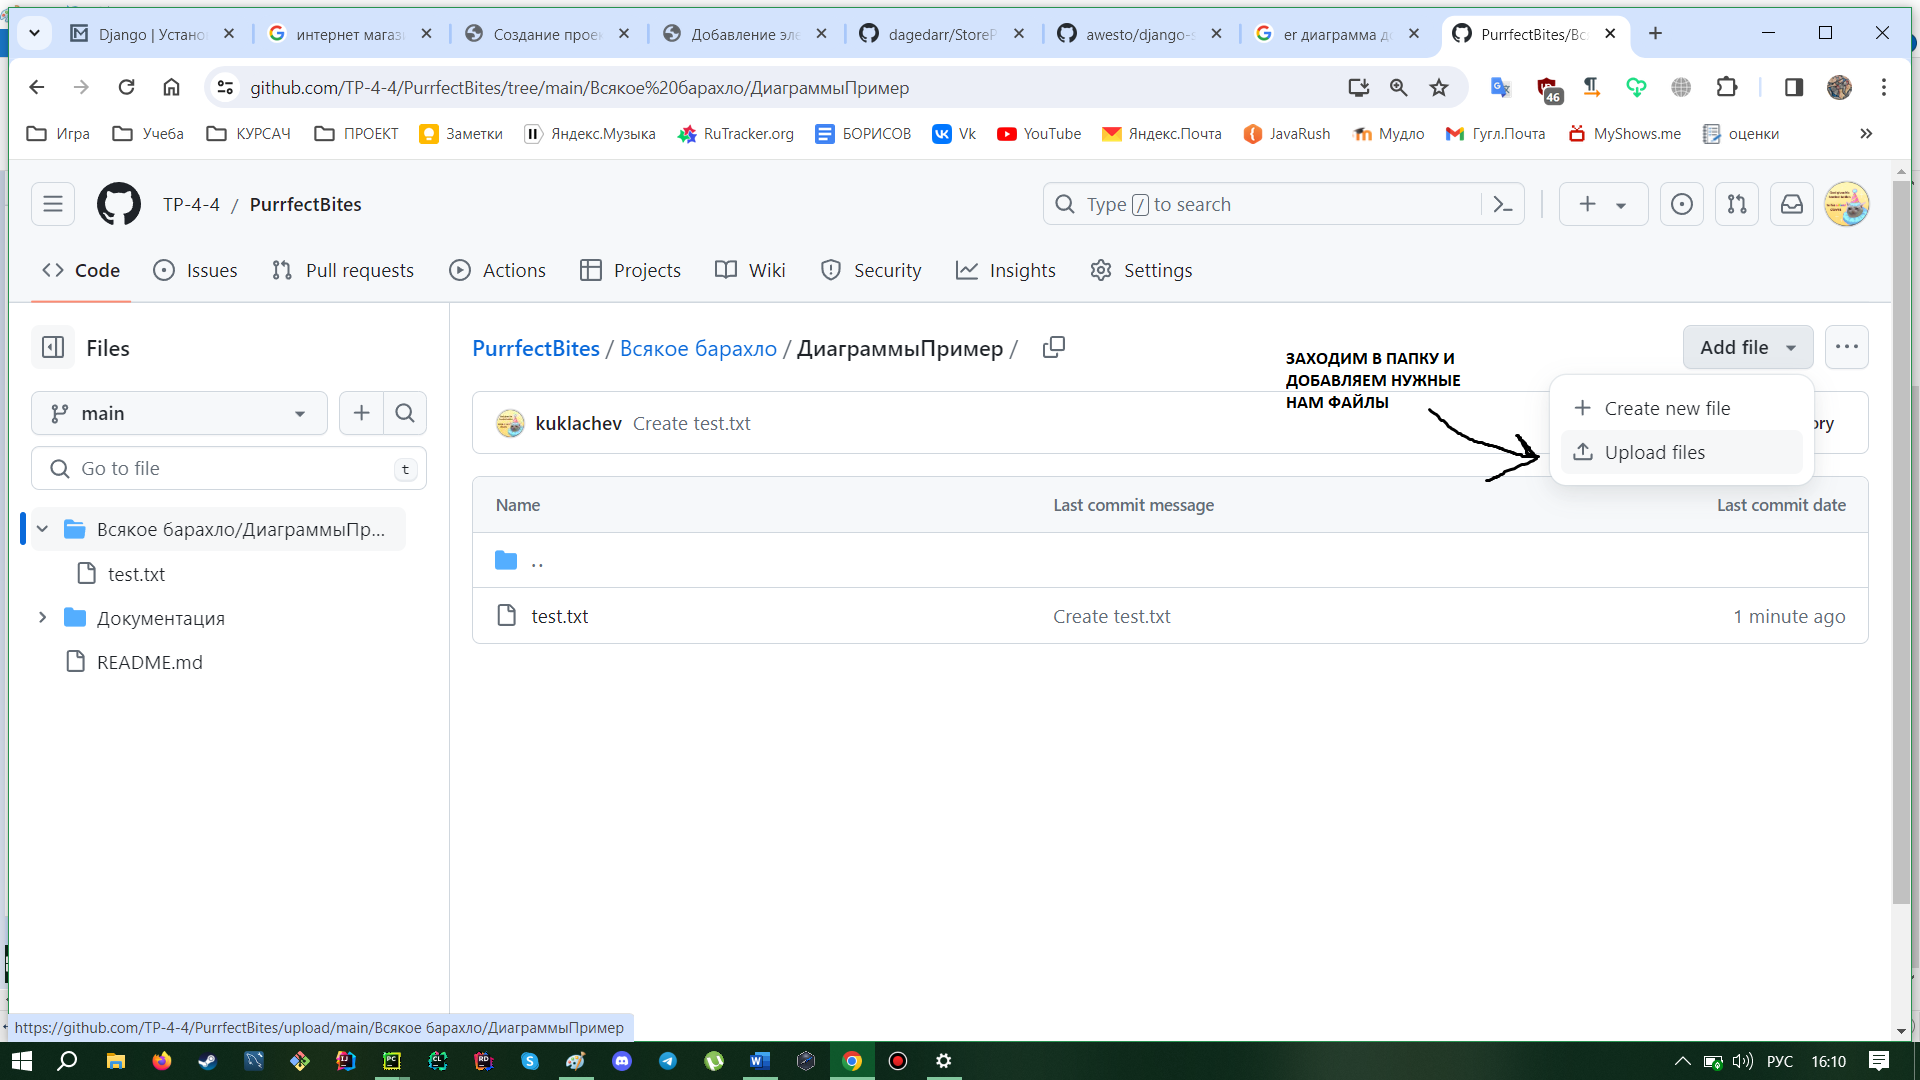 Django | Устано
интернет магаз
Создание проек
Добавление эле
dagedarr/StoreP
awesto/django-s
er диаграмма до
PurrfectBites/Вс
github.com/TP-4-4/PurrfectBites/tree/main/Всякое%20барахло/ДиаграммыПример
46
Игра
Учеба
КУРСАЧ
ПРОЕКТ
Заметки
Яндекс.Музыка
RuTracker.org
БОРИСОВ
Vk
YouTube
Яндекс.Почта
JavaRush
Мудло
Гугл.Почта
MyShows.me
оценки
TP-4-4 / PurrfectBites
Type / to search
Code
Issues
Pull requests
Actions
Projects
Wiki
Security
Insights
Settings
Files
main
Go to file
t
Всякое барахло/ДиаграммыПр...
test.txt
Документация
README.md
PurrfectBites / Всякое барахло / ДиаграммыПример /
ЗАХОДИМ В ПАПКУ И
ДОБАВЛЯЕМ НУЖНЫЕ
НАМ ФАЙЛЫ
Add file
Create new file
Upload files
kuklachev Create test.txt
ory
Name Last commit message Last commit date
..
test.txt Create test.txt 1 minute ago
https://github.com/TP-4-4/PurrfectBites/upload/main/Всякое барахло/ДиаграммыПример
РУС
16:10